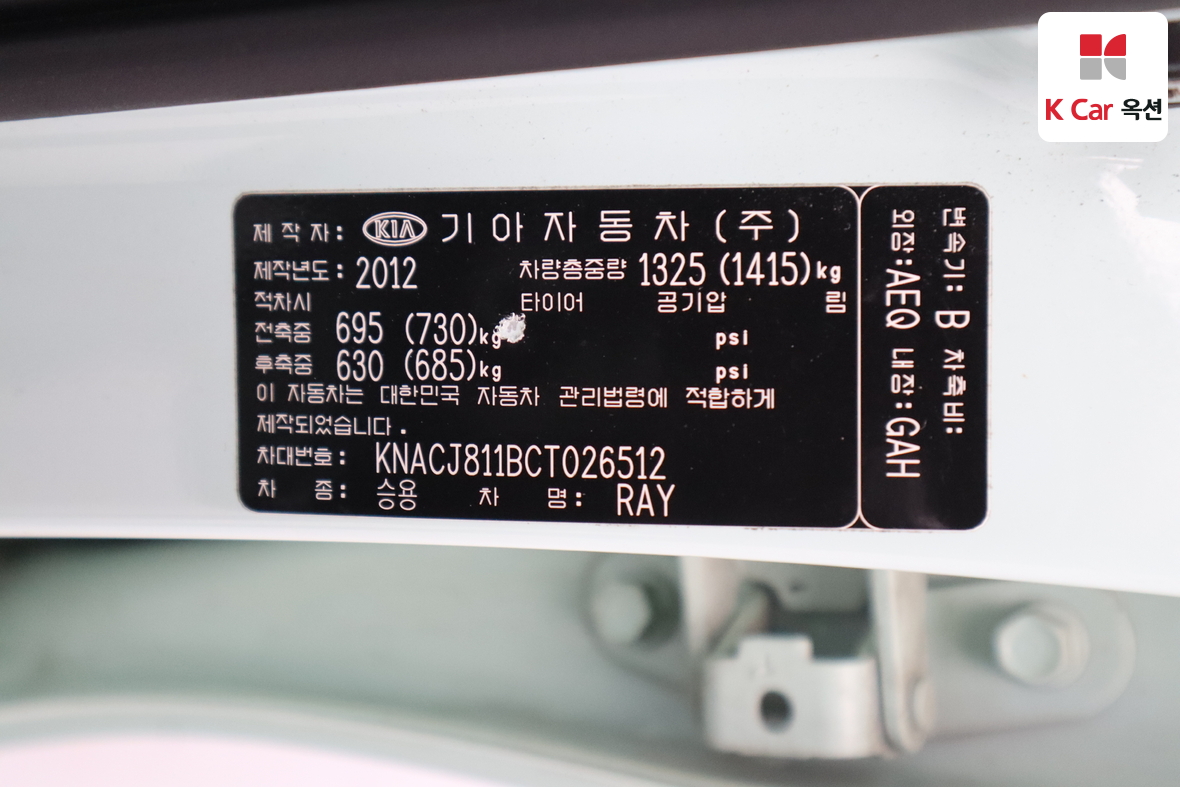 K Car 옥션
제 작 자 : KIA 기 아 자 동 차 ( 주 )
제작년도 : 2012 차량총중량 1325 (1415)kg
적차시 타이어 공기압 림
전축중 695 (730)kg psi
후축중 630 (685)kg psi
이 자동차는 대한민국 자동차 관리법령에 적합하게
제작되었습니다 .
차대번호 : KNACJ811BCT026512
차 종 : 승용 차 명 : RAY
변속기 : B 차축비 :
외장 : AEQ 내장 : GAH